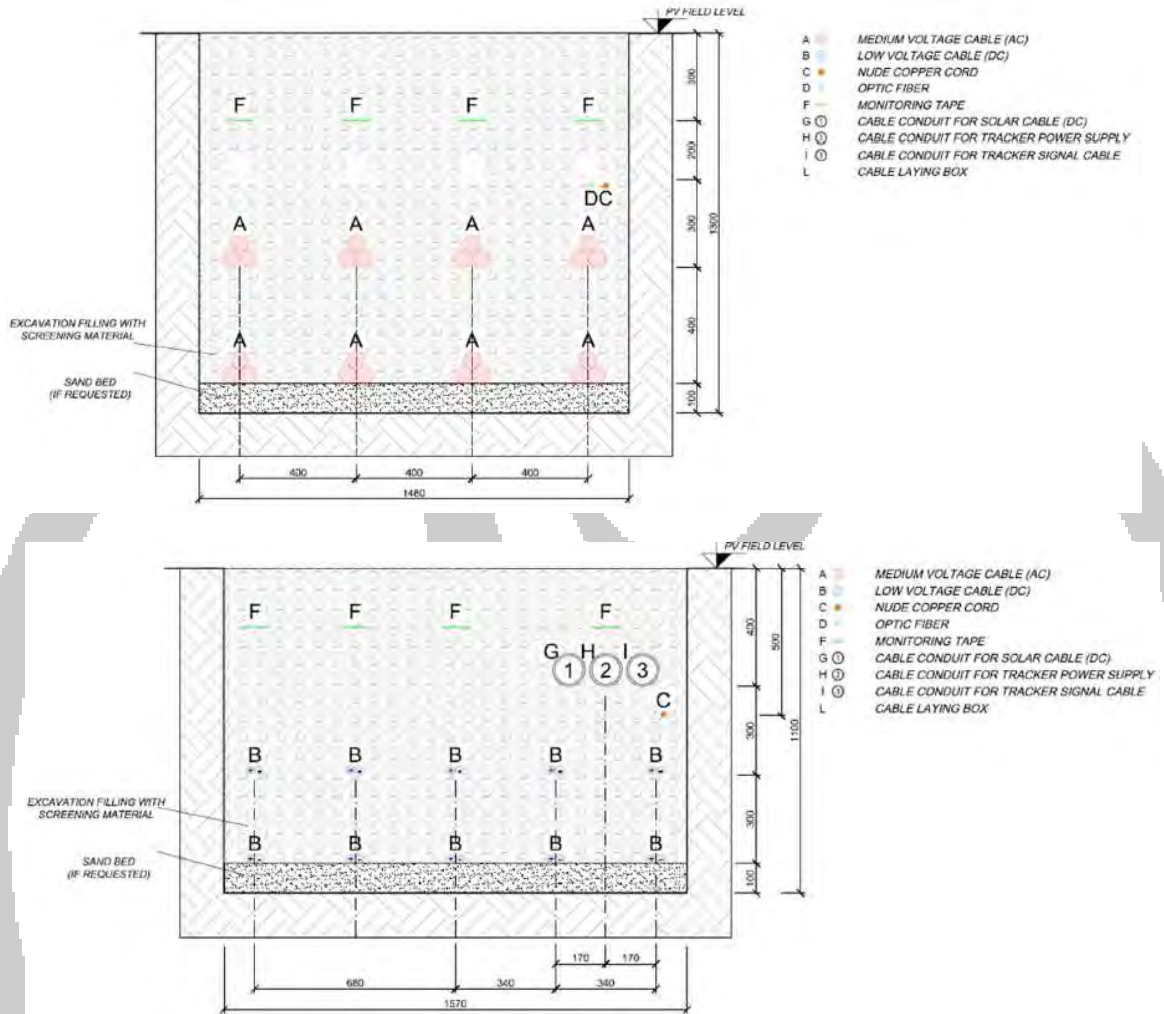 PV FIELD LEVEL
A MEDIUM VOLTAGE CABLE (AC)
B LOW VOLTAGE CABLE (DC)
C NUDE COPPER CORD
D OPTIC FIBER
F MONITORING TAPE
G 1 CABLE CONDUIT FOR SOLAR CABLE (DC)
H CABLE CONDUIT FOR TRACKER POWER SUPPLY
I CABLE CONDUIT FOR TRACKER SIGNAL CABLE
L CABLE LAYING BOX
300
F F F F
200
DC
300
1300
A A A A
400
EXCAVATION FILLING WITH
SCREENING MATERIAL
A A A A
SAND BED
(IF REQUESTED)
100
400 400 400
1480
PV FIELD LEVEL
A MEDIUM VOLTAGE CABLE (AC)
B LOW VOLTAGE CABLE (DC)
C NUDE COPPER CORD
D OPTIC FIBER
F MONITORING TAPE
G 1 CABLE CONDUIT FOR SOLAR CABLE (DC)
H CABLE CONDUIT FOR TRACKER POWER SUPPLY
I CABLE CONDUIT FOR TRACKER SIGNAL CABLE
L CABLE LAYING BOX
F F F F
400
500
G 1 H 2 I 3
C
300
1100
B B B B B
EXCAVATION FILLING WITH
SCREENING MATERIAL
300
B B B B B
SAND BED
(IF REQUESTED)
100
170 170
680 340 340
1570